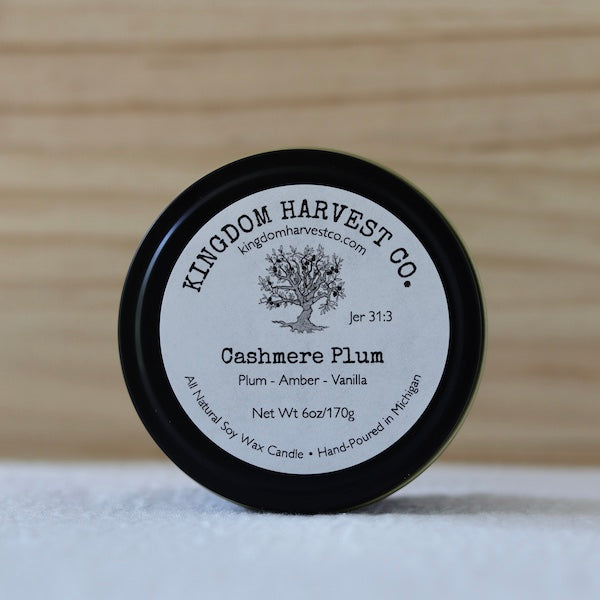 KINGDOM HARVEST CO.
kingdomharvestco.com
Jer 31:3
Cashmere Plum
Plum - Amber - Vanilla
Net Wt 6oz/170g
All Natural Soy Wax Candle • Hand-Poured in Michigan